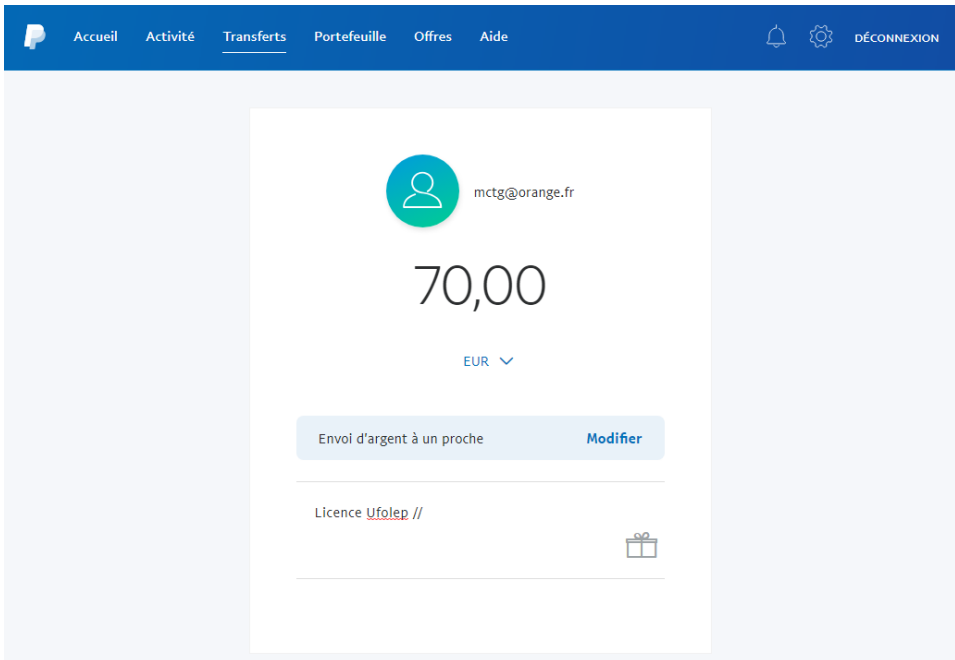 Accueil Activité Transferts Portefeuille Offres Aide DÉCONNEXION
mctg@orange.fr
70,00
EUR
Envoi d'argent à un proche Modifier
Licence Ufolep //